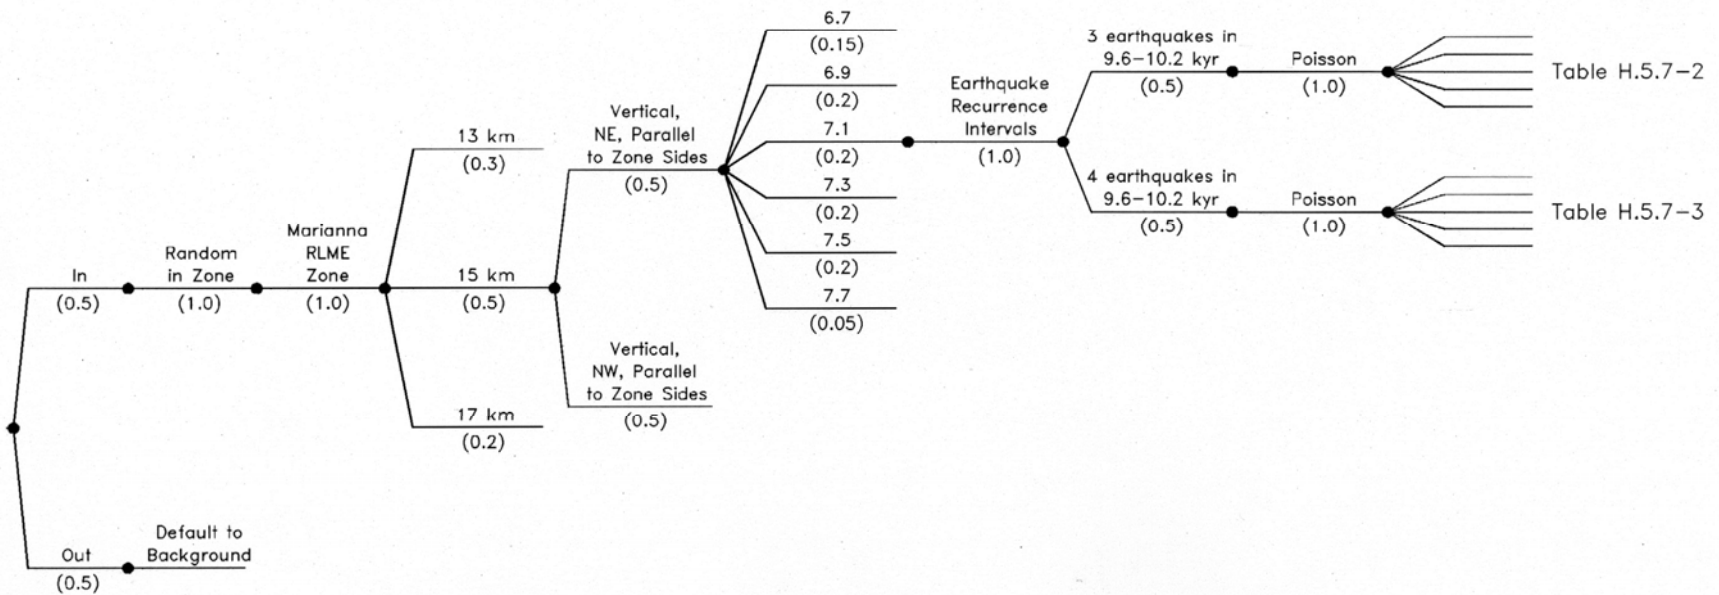 In
(0.5)
Out
(0.5)
Random
in Zone
(1.0)
Default to
Background
Marianna
RLME
Zone
(1.0)
13 km
(0.3)
15 km
(0.5)
17 km
(0.2)
Vertical,
NE, Parallel
to Zone Sides
(0.5)
Vertical,
NW, Parallel
to Zone Sides
(0.5)
6.7
(0.15)
6.9
(0.2)
7.1
(0.2)
7.3
(0.2)
7.5
(0.2)
7.7
(0.05)
Earthquake
Recurrence
Intervals
(1.0)
3 earthquakes in
9.6-10.2 kyr
(0.5)
Poisson
(1.0)
Table H.5.7-2
4 earthquakes in
9.6-10.2 kyr
(0.5)
Poisson
(1.0)
Table H.5.7-3